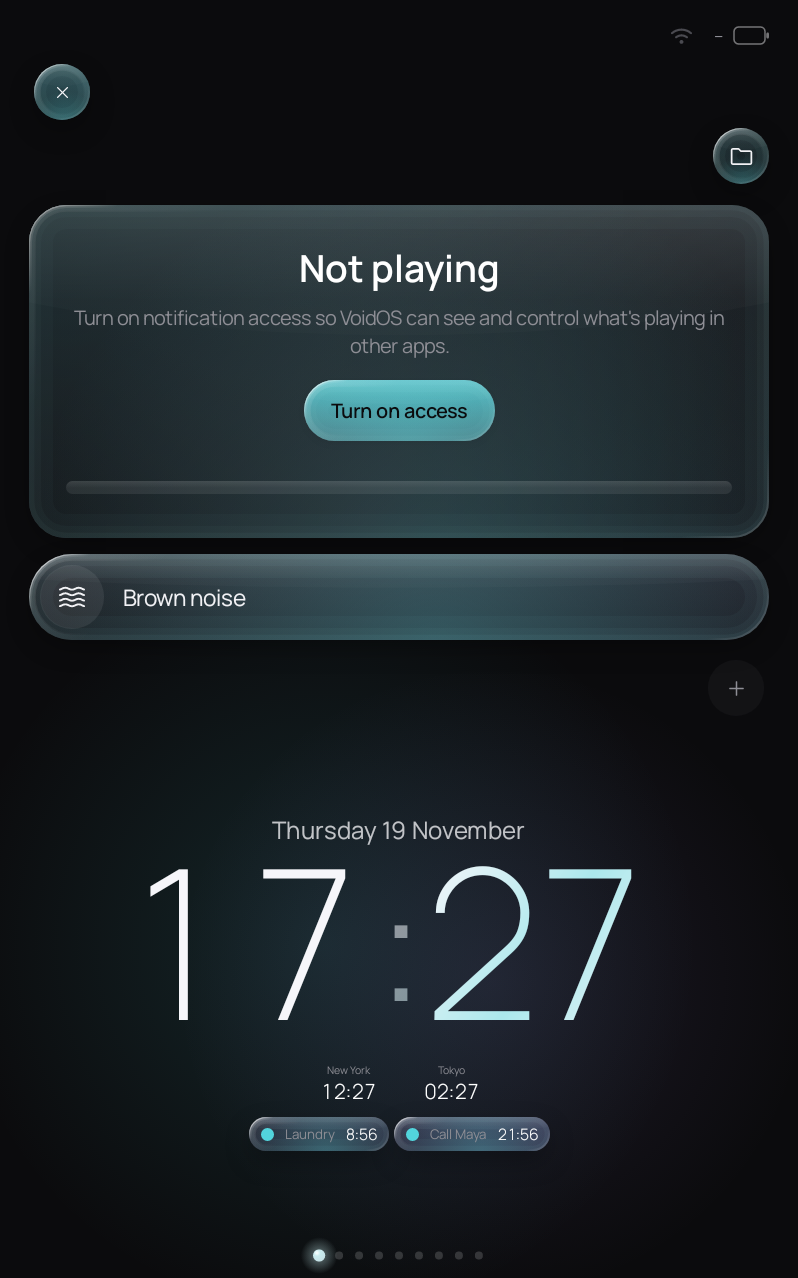 Not playing
Turn on notification access so VoidOS can see and control what's playing in
other apps.
Turn on access
Brown noise
Thursday 19 November
17:27
New York
12:27
Tokyo
02:27
Laundry 8:56
Call Maya 21:56